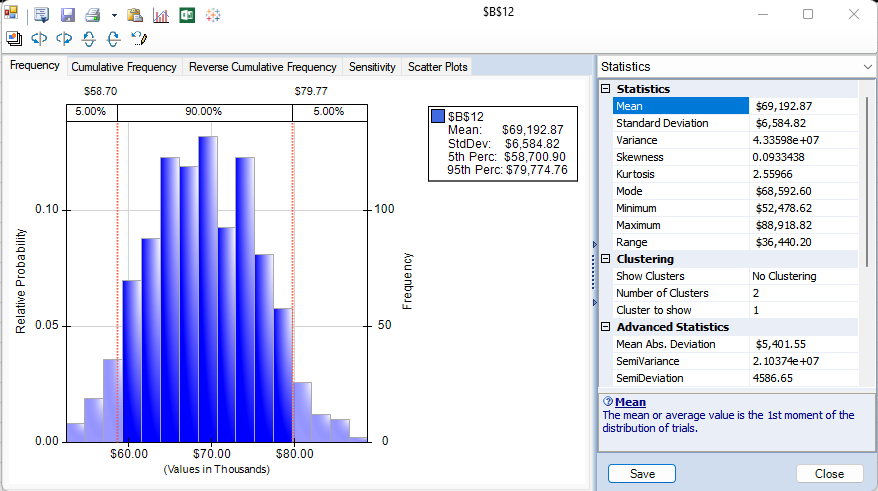 $B$12
Frequency Cumulative Frequency Reverse Cumulative Frequency Sensitivity Scatter Plots
$58.70 $79.77
5.00% 90.00% 5.00%
$B$12
Mean: $69,192.87
StdDev: $6,584.82
5th Perc: $58,700.90
95th Perc: $79,774.76
0.10 100
0.05 50
0.00 0
Relative Probability
Frequency
$60.00 $70.00 $80.00
(Values in Thousands)
Statistics
Statistics
Mean $69,192.87
Standard Deviation $6,584.82
Variance 4.33598e+07
Skewness 0.0933438
Kurtosis 2.55966
Mode $68,592.60
Minimum $52,478.62
Maximum $88,918.82
Range $36,440.20
Clustering
Show Clusters No Clustering
Number of Clusters 2
Cluster to show 1
Advanced Statistics
Mean Abs. Deviation $5,401.55
SemiVariance 2.10374e+07
SemiDeviation 4586.65
Mean
The mean or average value is the 1st moment of the
distribution of trials.
Save Close